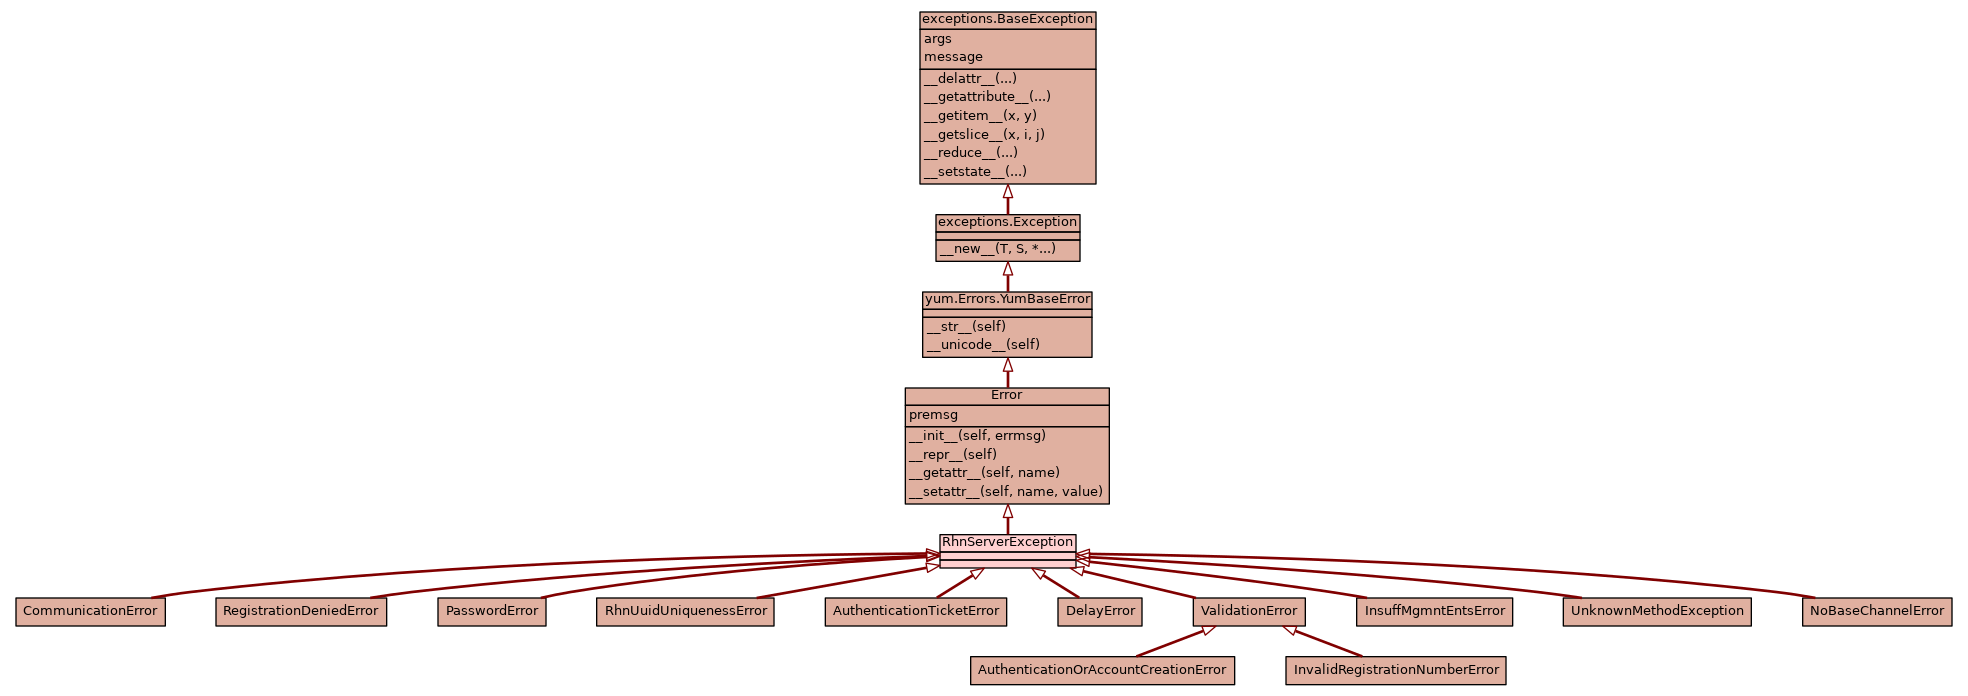 exceptions.BaseException
args
message
__delattr__(...)
__getattribute__(...)
__getitem__(x, y)
__getslice__(x, i, j)
__reduce__(...)
__setstate__(...)
exceptions.Exception
__new__(T, S, *...)
yum.Errors.YumBaseError
__str__(self)
__unicode__(self)
Error
premsg
__init__(self, errmsg)
__repr__(self)
__getattr__(self, name)
__setattr__(self, name, value)
RhnServerException
CommunicationError
RegistrationDeniedError
PasswordError
RhnUuidUniquenessError
AuthenticationTicketError
DelayError
ValidationError
InsuffMgmntEntsError
UnknownMethodException
NoBaseChannelError
AuthenticationOrAccountCreationError
InvalidRegistrationNumberError